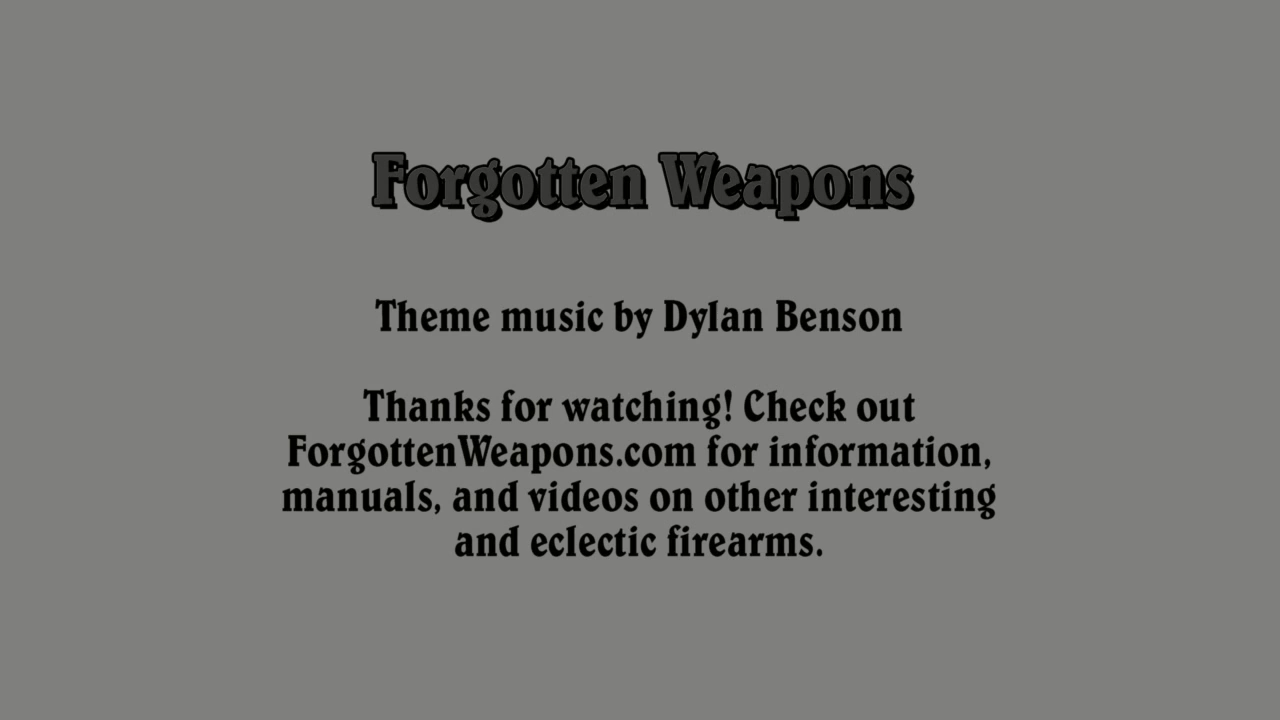 Forgotten Weapons
Theme music by Dylan Benson
Thanks for watching! Check out
ForgottenWeapons.com for information,
manuals, and videos on other interesting
and eclectic firearms.